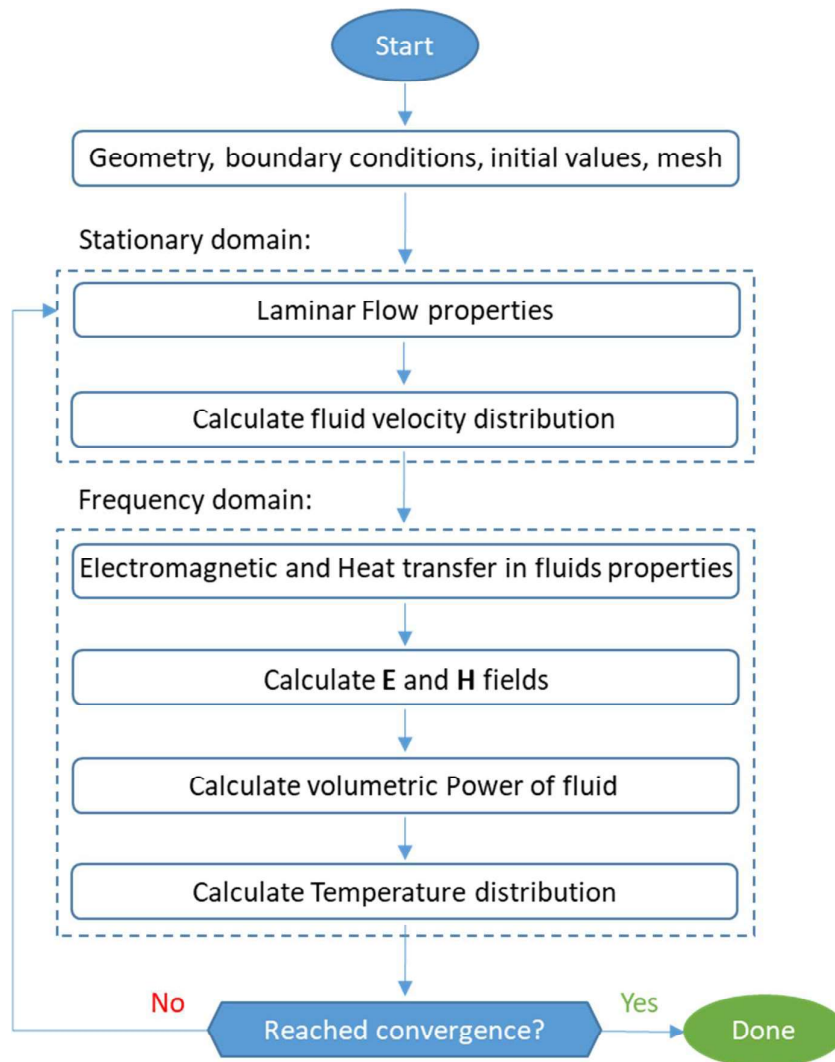 Start
Geometry, boundary conditions, initial values, mesh
Stationary domain:
Laminar Flow properties
Calculate fluid velocity distribution
Frequency domain:
Electromagnetic and Heat transfer in fluids properties
Calculate E and H fields
Calculate volumetric Power of fluid
Calculate Temperature distribution
No
Reached convergence?
Yes
Done